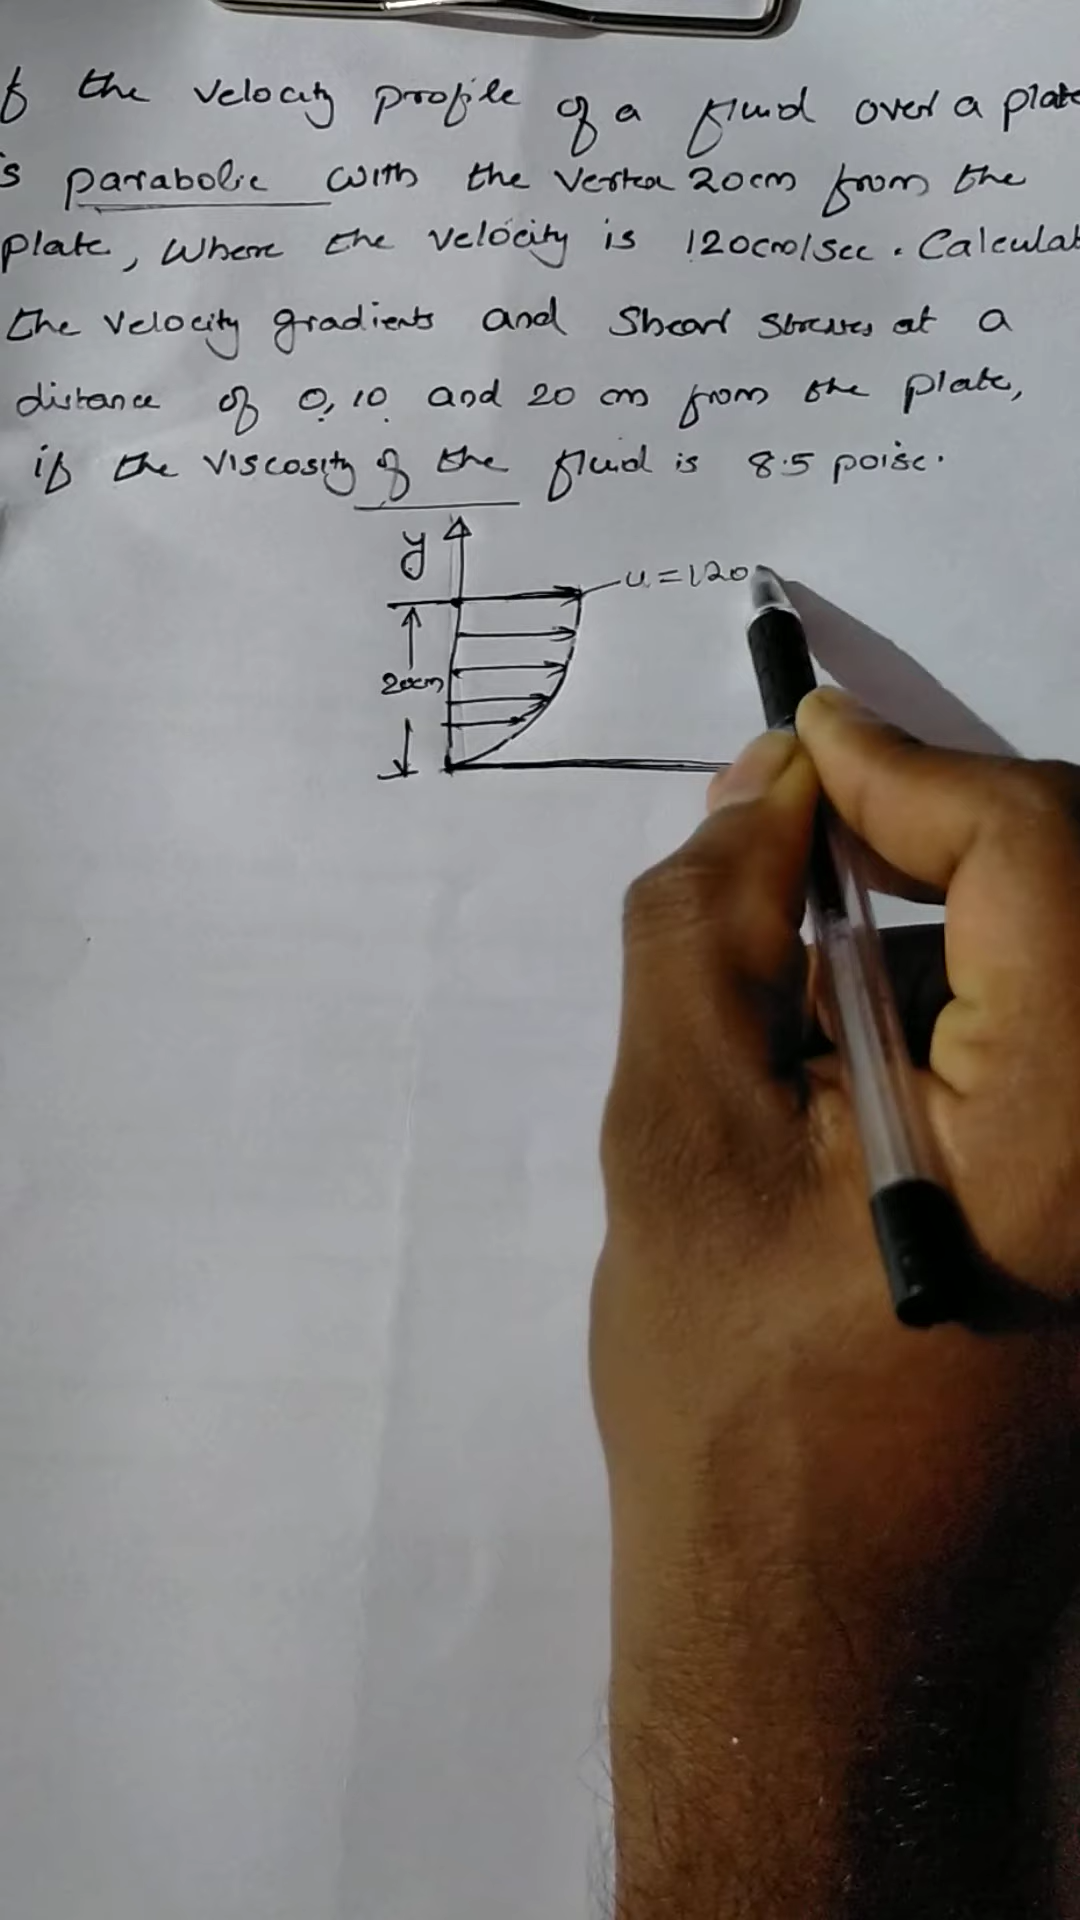 the velocity profile of a fluid over a plate
parabolic with the vertex 20cm from the
plate, where the velocity is 120cm/sec. Calculat
the velocity gradients and shear stresses at a
distance of 0, 10 and 20 cm from the plate,
if the viscosity of the fluid is 8.5 poise.
y
u=120
20cm